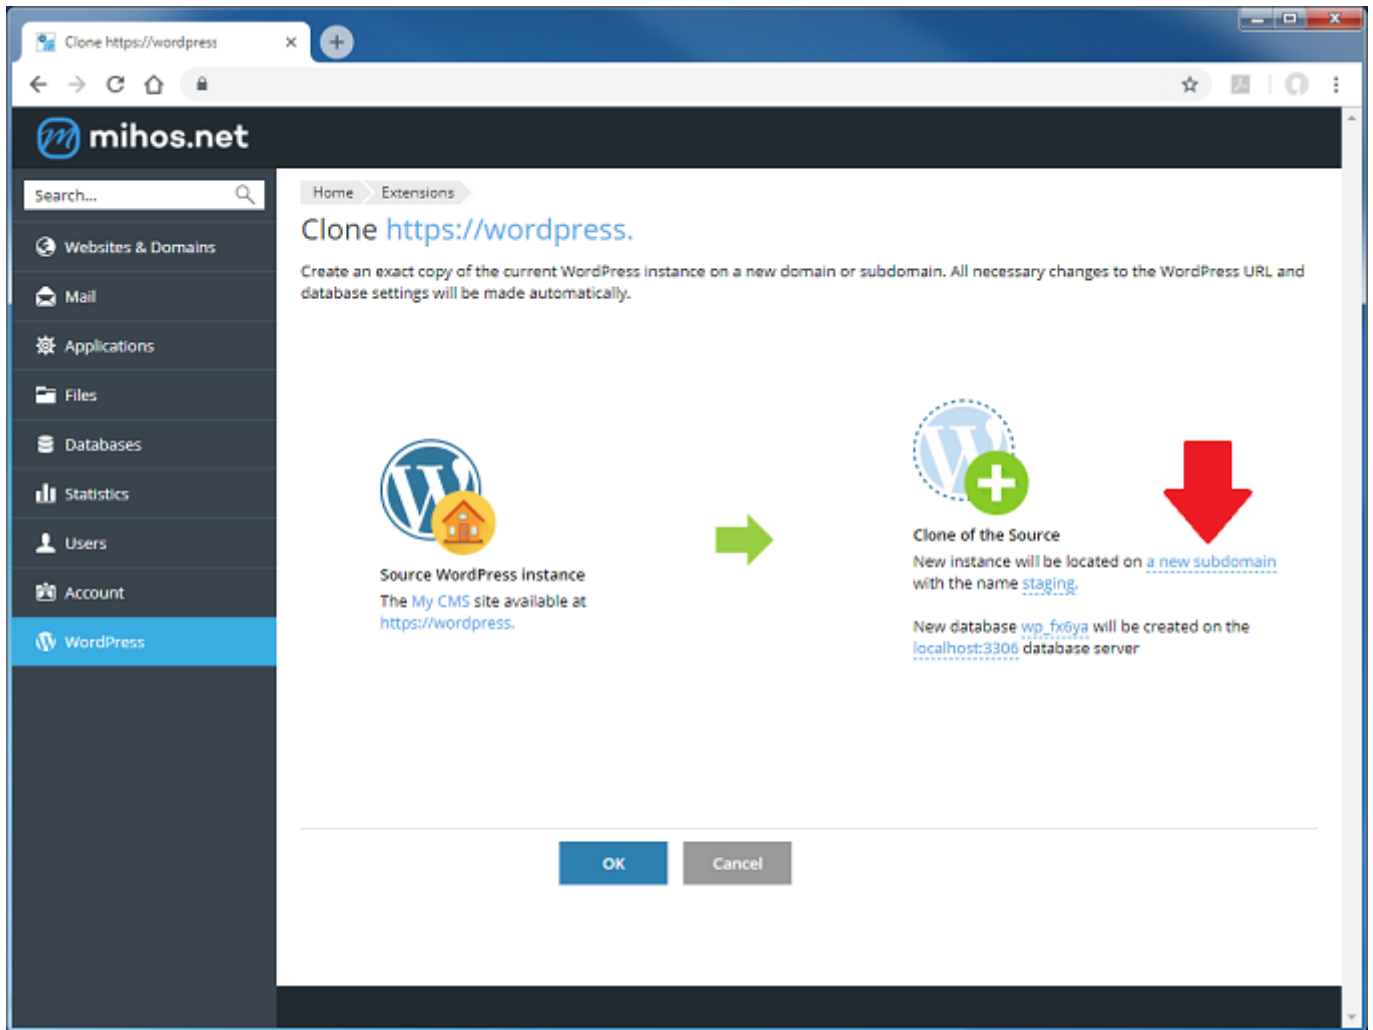 Clone https://wordpress
mihos.net
Search...
Home Extensions
Clone https://wordpress.
Create an exact copy of the current WordPress instance on a new domain or subdomain. All necessary changes to the WordPress URL and
database settings will be made automatically.
Websites & Domains
Mail
Applications
Files
Databases
Statistics
Users
Account
WordPress
Source WordPress instance
The My CMS site available at
https://wordpress.
Clone of the Source
New instance will be located on a new subdomain
with the name staging.
New database wp_fx6ya will be created on the
localhost:3306 database server
OK Cancel